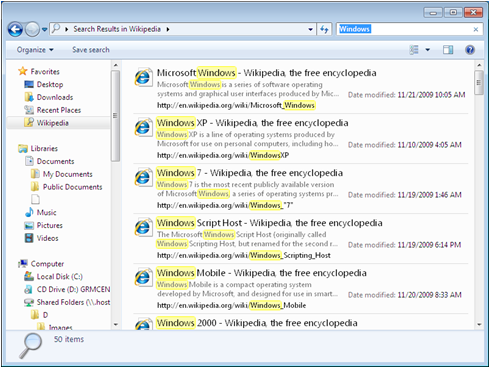 Search Results in Wikipedia
Windows
Organize
Save search
Favorites
Desktop
Downloads
Recent Places
Wikipedia
Libraries
Documents
My Documents
Public Documents
Music
Pictures
Videos
Computer
Local Disk (C:)
CD Drive (D:) GRMCEN
Shared Folders (\\.host
D
Images
Microsoft Windows - Wikipedia, the free encyclopedia
Microsoft Windows is a series of software operating
systems and graphical user interfaces produced by Mic...
Date modified: 11/21/2009 10:05 AM
http://en.wikipedia.org/wiki/Microsoft_Windows
Windows XP - Wikipedia, the free encyclopedia
Windows XP is a line of operating systems produced by
Microsoft for use on personal computers, including ho...
Date modified: 11/10/2009 4:05 AM
http://en.wikipedia.org/wiki/WindowsXP
Windows 7 - Wikipedia, the free encyclopedia
Windows 7 is the most recent publicly available version
of Microsoft Windows, a series of operating systems pr...
Date modified: 11/19/2009 1:46 AM
http://en.wikipedia.org/wiki/Windows_"7"
Windows Script Host - Wikipedia, the free encyclopedia
The Microsoft Windows Script Host (originally called
Windows Scripting Host, but renamed for the second r...
Date modified: 11/19/2009 6:14 PM
http://en.wikipedia.org/wiki/Windows_Scripting_Host
Windows Mobile - Wikipedia, the free encyclopedia
Windows Mobile is a compact operating system
developed by Microsoft, and designed for use in smart...
Date modified: 11/20/2009 8:33 AM
http://en.wikipedia.org/wiki/Windows_Mobile
Windows 2000 - Wikipedia, the free encyclopedia
50 items